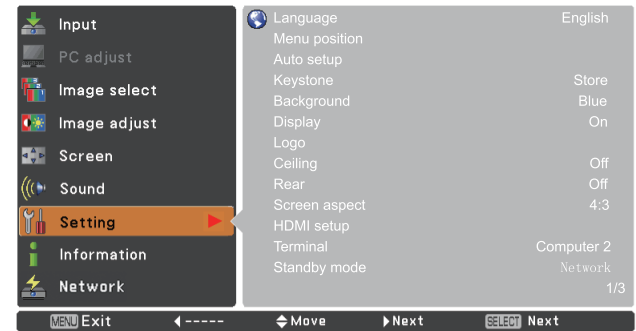 Input
PC adjust
Image select
Image adjust
Screen
Sound
Setting
Information
Network
Language English
Menu position
Auto setup
Keystone Store
Background Blue
Display On
Logo
Ceiling Off
Rear Off
Screen aspect 4:3
HDMI setup
Terminal Computer 2
Standby mode Network
1/3
MENU Exit ◀ ----- Move Next SELECT Next